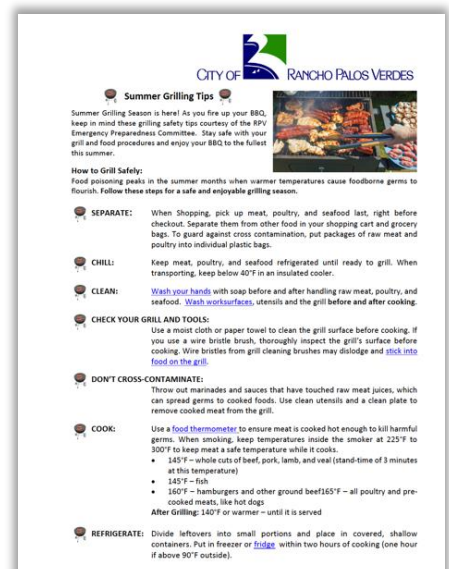 CITY OF RANCHO PALOS VERDES
Summer Grilling Tips
Summer Grilling Season is here! As you fire up your BBQ,
keep in mind these grilling safety tips courtesy of the RPV
Emergency Preparedness Committee. Stay safe with your
grill and food procedures and enjoy your BBQ to the fullest
this summer.
How to Grill Safely:
Food poisoning peaks in the summer months when warmer temperatures cause foodborne germs to
flourish. Follow these steps for a safe and enjoyable grilling season.
SEPARATE: When Shopping, pick up meat, poultry, and seafood last, right before
checkout. Separate them from other food in your shopping cart and grocery
bags. To guard against cross contamination, put packages of raw meat and
poultry into individual plastic bags.
CHILL: Keep meat, poultry, and seafood refrigerated until ready to grill. When
transporting, keep below 40°F in an insulated cooler.
CLEAN: Wash your hands with soap before and after handling raw meat, poultry, and
seafood. Wash worksurfaces, utensils and the grill before and after cooking.
CHECK YOUR GRILL AND TOOLS:
Use a moist cloth or paper towel to clean the grill surface before cooking. If
you use a wire bristle brush, thoroughly inspect the grill's surface before
cooking. Wire bristles from grill cleaning brushes may dislodge and stick into
food on the grill.
DON'T CROSS-CONTAMINATE:
Throw out marinades and sauces that have touched raw meat juices, which
can spread germs to cooked foods. Use clean utensils and a clean plate to
remove cooked meat from the grill.
COOK: Use a food thermometer to ensure meat is cooked hot enough to kill harmful
germs. When smoking, keep temperatures inside the smoker at 225°F to
300°F to keep meat a safe temperature while it cooks.
• 145°F – whole cuts of beef, pork, lamb, and veal (stand-time of 3 minutes
at this temperature)
• 145°F – fish
• 160°F – hamburgers and other ground beef165°F – all poultry and pre-
cooked meats, like hot dogs
After Grilling: 140°F or warmer – until it is served
REFRIGERATE: Divide leftovers into small portions and place in covered, shallow
containers. Put in freezer or fridge within two hours of cooking (one hour
if above 90°F outside).